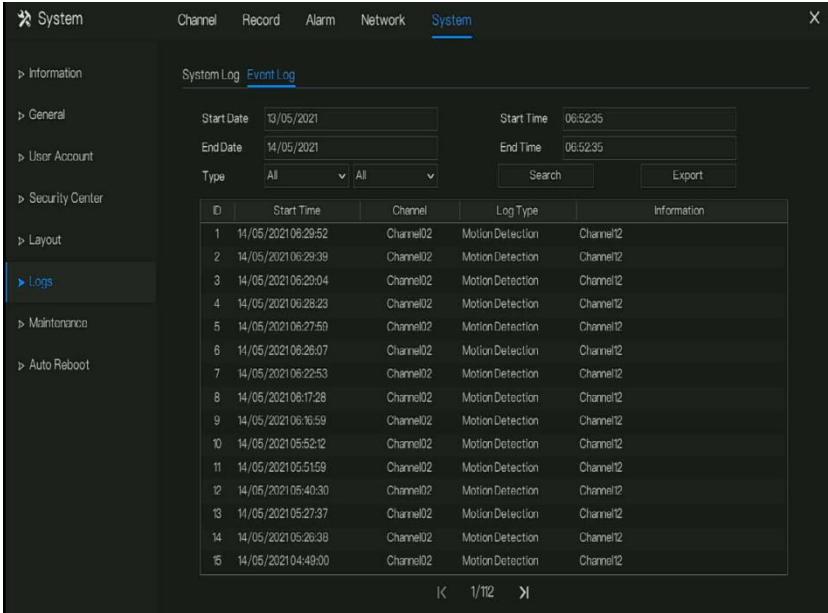 System Channel Record Alarm Network System X
Information
General
User Account
Security Center
Layout
Logs
Maintenance
Auto Reboot
System Log Event Log
Start Date 13/05/2021 Start Time 06:52:35
End Date 14/05/2021 End Time 06:52:35
Type All All Search Export
ID Start Time Channel Log Type Information
1 14/05/2021 06:29:52 Channel02 Motion Detection Channel12
2 14/05/2021 06:29:39 Channel02 Motion Detection Channel12
3 14/05/2021 06:29:04 Channel02 Motion Detection Channel12
4 14/05/2021 06:28:23 Channel02 Motion Detection Channel12
5 14/05/2021 06:27:59 Channel02 Motion Detection Channel12
6 14/05/2021 06:26:07 Channel02 Motion Detection Channel12
7 14/05/2021 06:22:53 Channel02 Motion Detection Channel12
8 14/05/2021 06:17:28 Channel02 Motion Detection Channel12
9 14/05/2021 06:16:59 Channel02 Motion Detection Channel12
10 14/05/2021 05:52:12 Channel02 Motion Detection Channel12
11 14/05/2021 05:51:59 Channel02 Motion Detection Channel12
12 14/05/2021 05:40:30 Channel02 Motion Detection Channel12
13 14/05/2021 05:27:37 Channel02 Motion Detection Channel12
14 14/05/2021 05:26:38 Channel02 Motion Detection Channel12
15 14/05/2021 04:49:00 Channel02 Motion Detection Channel12
1/112